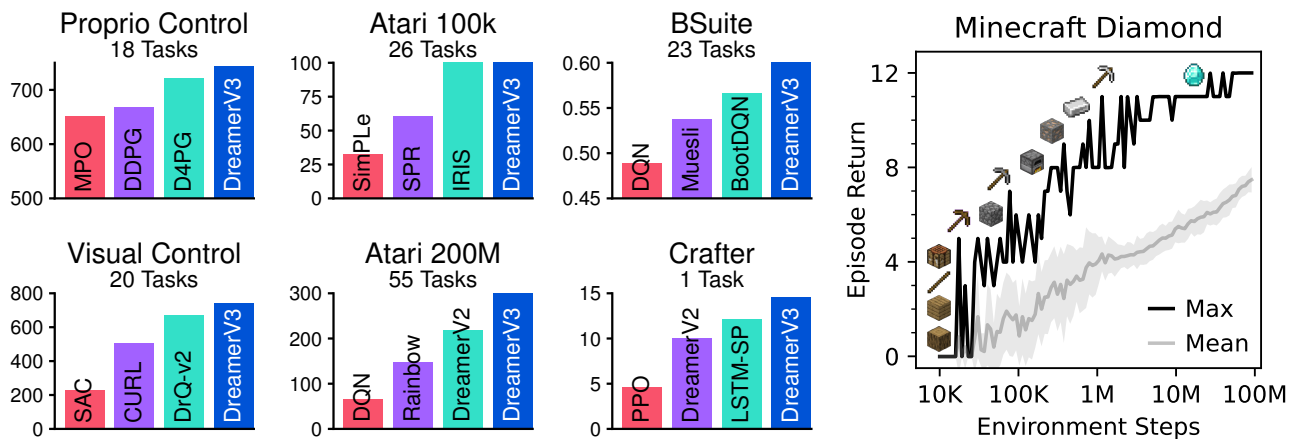 Proprio Control
18 Tasks
700
600
500
MPO
DDPG
D4PG
DreamerV3
Atari 100k
26 Tasks
100
75
50
25
0
SimPLe
SPR
IRIS
DreamerV3
BSuite
23 Tasks
0.60
0.55
0.50
0.45
DQN
Muesli
BootDQN
DreamerV3
Visual Control
20 Tasks
800
600
400
200
0
SAC
CURL
DrQ-v2
DreamerV3
Atari 200M
55 Tasks
300
200
100
0
DQN
Rainbow
DreamerV2
DreamerV3
Crafter
1 Task
15
10
5
0
PPO
DreamerV2
LSTM-SP
DreamerV3
Minecraft Diamond
Episode Return
12
8
4
0
Max
Mean
10K 100K 1M 10M 100M
Environment Steps